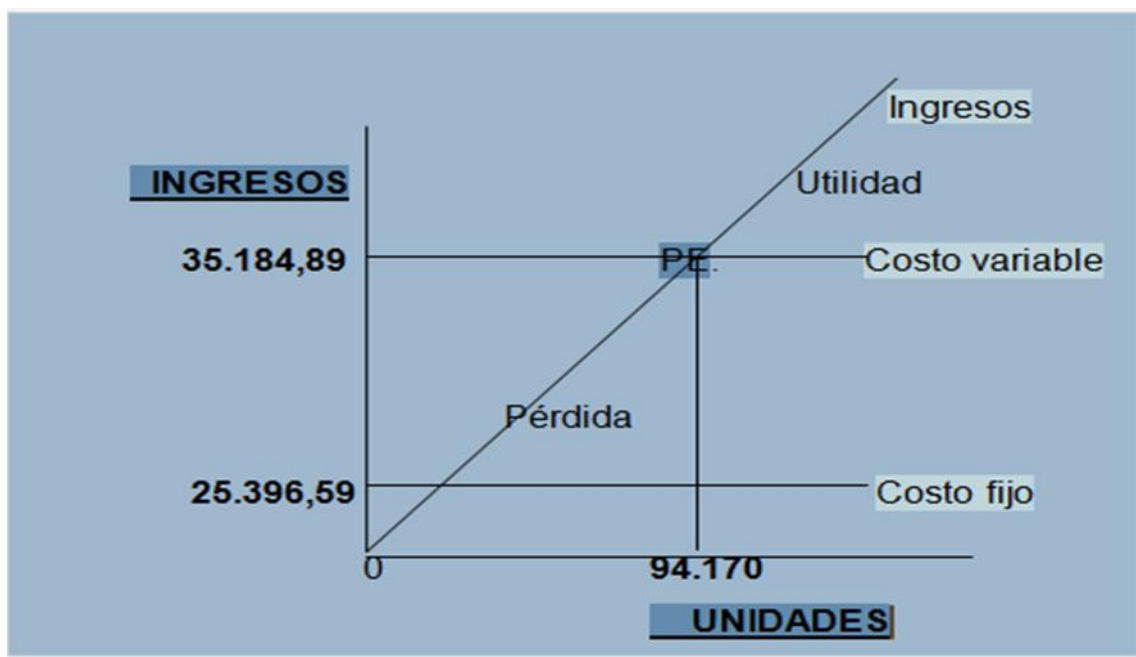 Ingresos
INGRESOS
Utilidad
35.184,89
PE.
Costo variable
Pérdida
25.396,59
Costo fijo
0
94.170
UNIDADES